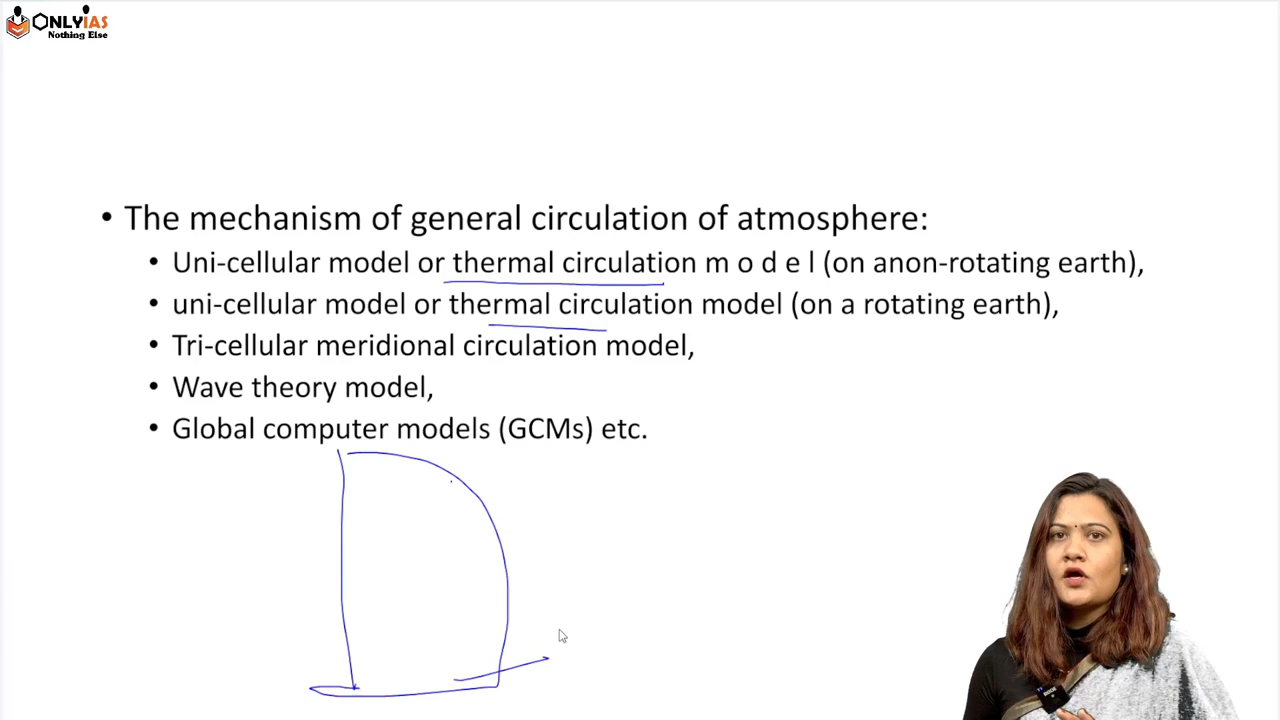 ONLYIAS
Nothing Else
• The mechanism of general circulation of atmosphere:
• Uni-cellular model or thermal circulation m o d e l (on anon-rotating earth),
• uni-cellular model or thermal circulation model (on a rotating earth),
• Tri-cellular meridional circulation model,
• Wave theory model,
• Global computer models (GCMs) etc.